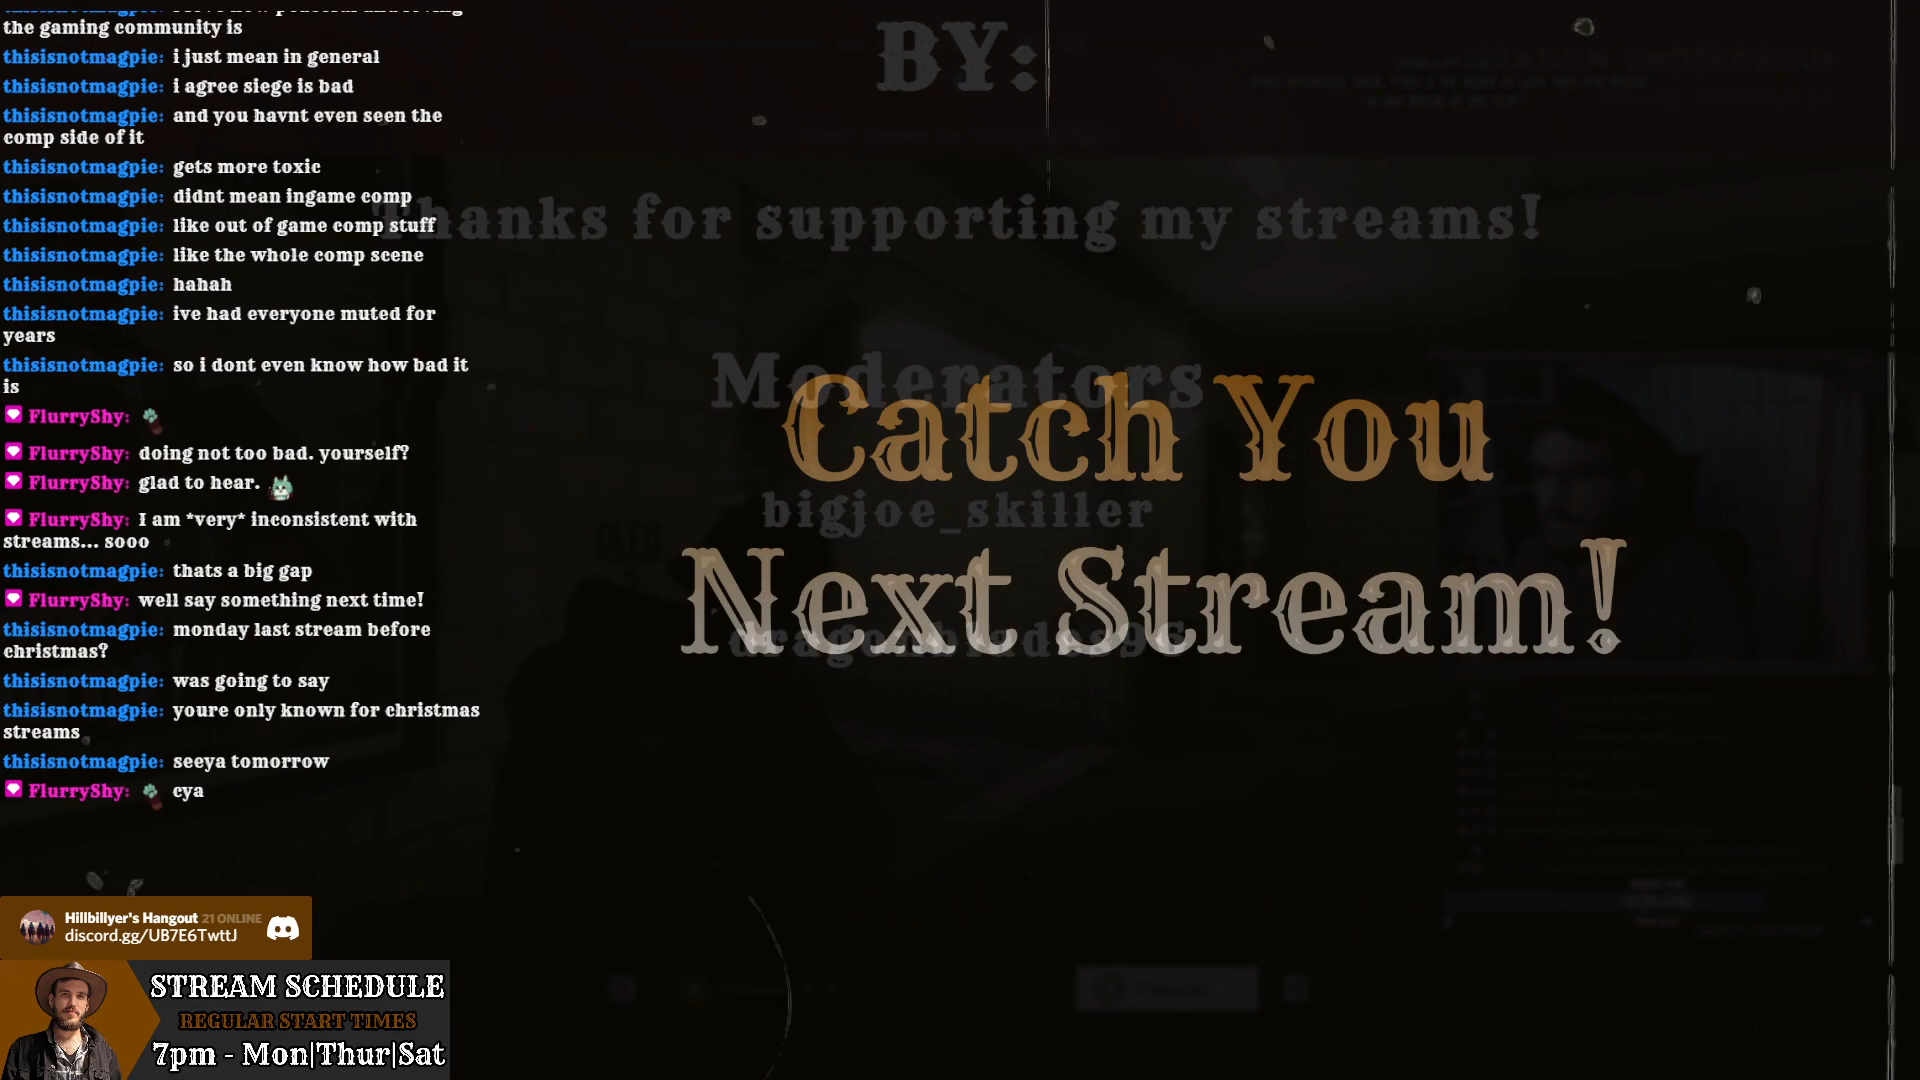 the gaming community is
thisisnotmagpie: i just mean in general
thisisnotmagpie: i agree siege is bad
thisisnotmagpie: and you havnt even seen the
comp side of it
thisisnotmagpie: gets more toxic
thisisnotmagpie: didnt mean ingame comp
thisisnotmagpie: like out of game comp stuff
thisisnotmagpie: like the whole comp scene
thisisnotmagpie: hahah
thisisnotmagpie: ive had everyone muted for
years
thisisnotmagpie: so i dont even know how bad it
is
FlurryShy:
FlurryShy: doing not too bad. yourself?
FlurryShy: glad to hear.
FlurryShy: I am *very* inconsistent with
streams... sooo
thisisnotmagpie: thats a big gap
FlurryShy: well say something next time!
thisisnotmagpie: monday last stream before
christmas?
thisisnotmagpie: was going to say
thisisnotmagpie: youre only known for christmas
streams
thisisnotmagpie: seeya tomorrow
FlurryShy: cya
BY:
Thanks for supporting my streams!
Moderators
Catch You
bigjoe_skiller
Next Stream!
dragonblades96
Hillbillyer's Hangout 21 ONLINE
discord.gg/UB7E6TwttJ
STREAM SCHEDULE
REGULAR START TIMES
7pm - Mon|Thur|Sat